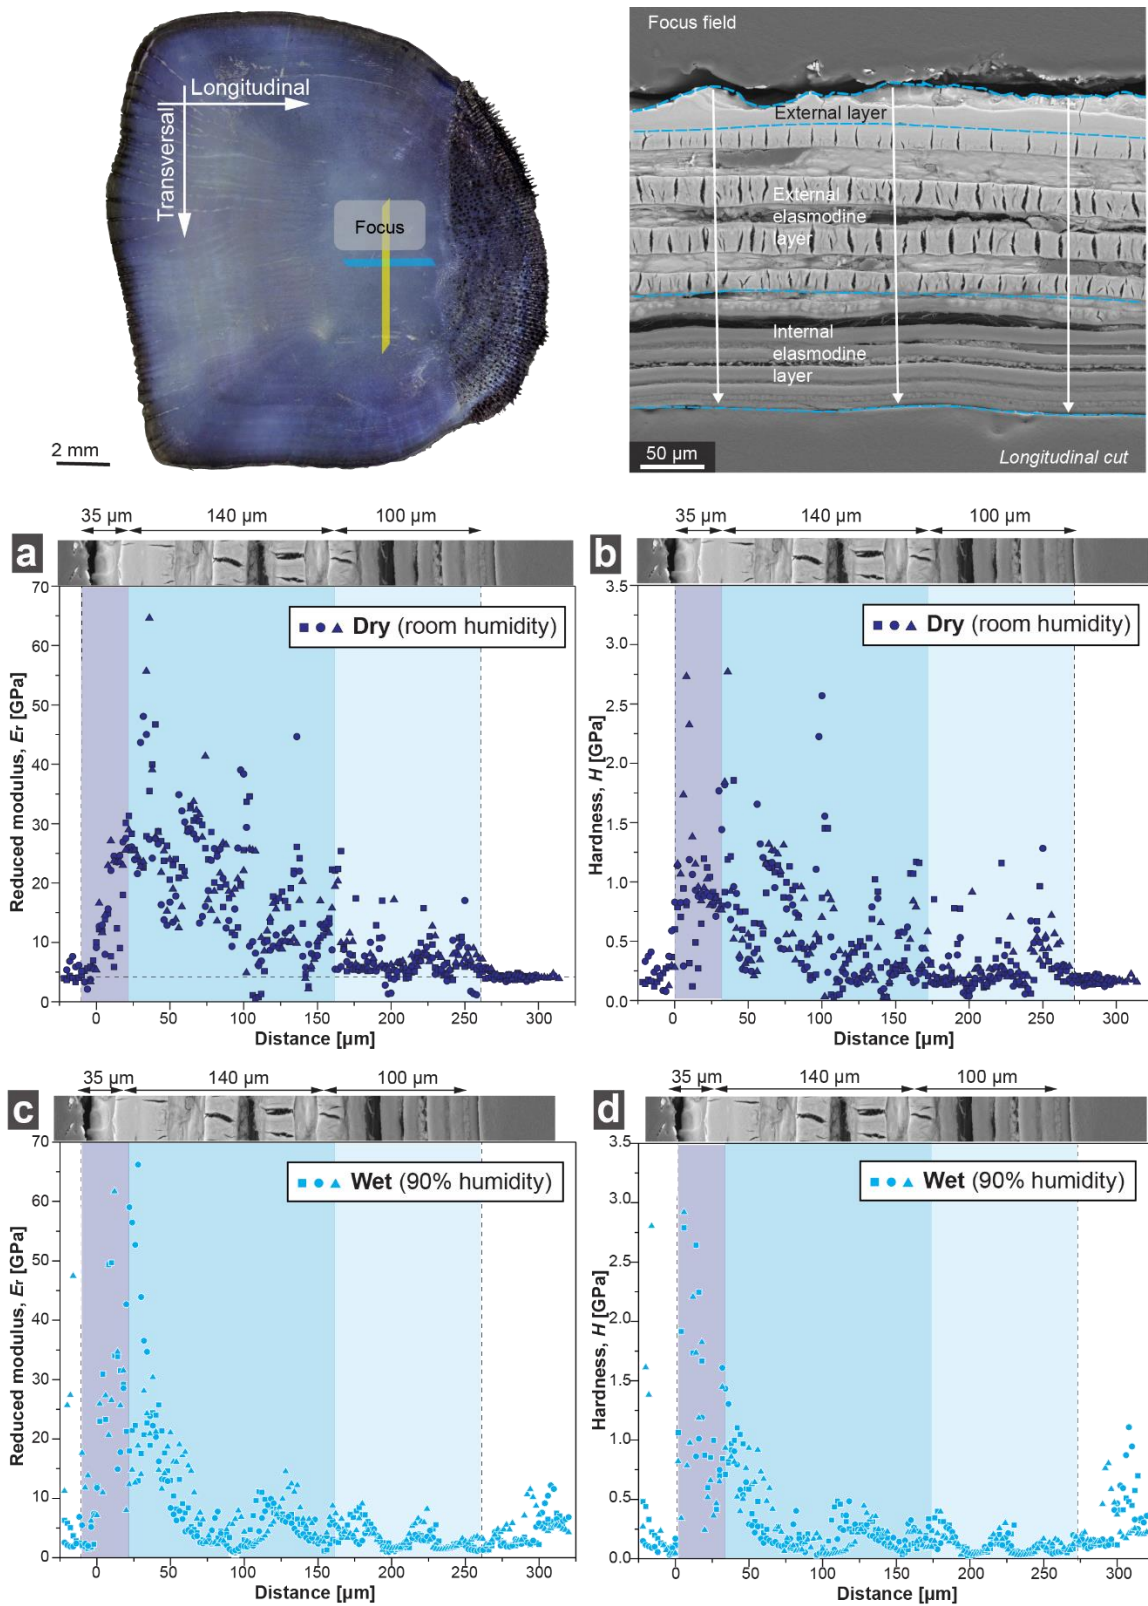 Longitudinal
Transversall
Focus
2 mm
Focus field
External layer
External
elasmodine
layer
Internal
elasmodine
layer
50 µm
Longitudinal cut
35 µm
140 µm
100 µm
a
Dry (room humidity)
Reduced modulus, Er [GPa]
70
60
50
40
30
20
10
0
0
50
100
150
200
250
300
Distance [µm]
35 µm
140 µm
100 µm
b
Dry (room humidity)
Hardness, H [GPa]
3.5
3.0
2.5
2.0
1.5
1.0
0.5
0.0
0
50
100
150
200
250
300
Distance [µm]
35 µm
140 µm
100 µm
c
Wet (90% humidity)
Reduced modulus, Er [GPa]
70
60
50
40
30
20
10
0
0
50
100
150
200
250
300
Distance [µm]
35 µm
140 µm
100 µm
d
Wet (90% humidity)
Hardness, H [GPa]
3.5
3.0
2.5
2.0
1.5
1.0
0.5
0.0
0
50
100
150
200
250
300
Distance [µm]